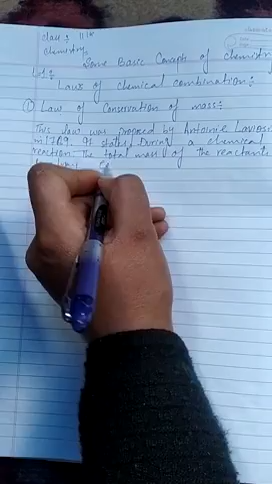 class :- 11th
Chemistry
Some Basic Concepts of chemistry
Laws of chemical combination :-
① Law of Conservation of mass :-
This law was proposed by Antoine Lavois
in 1789. It states During a chemical
reaction the total mass of the reactants